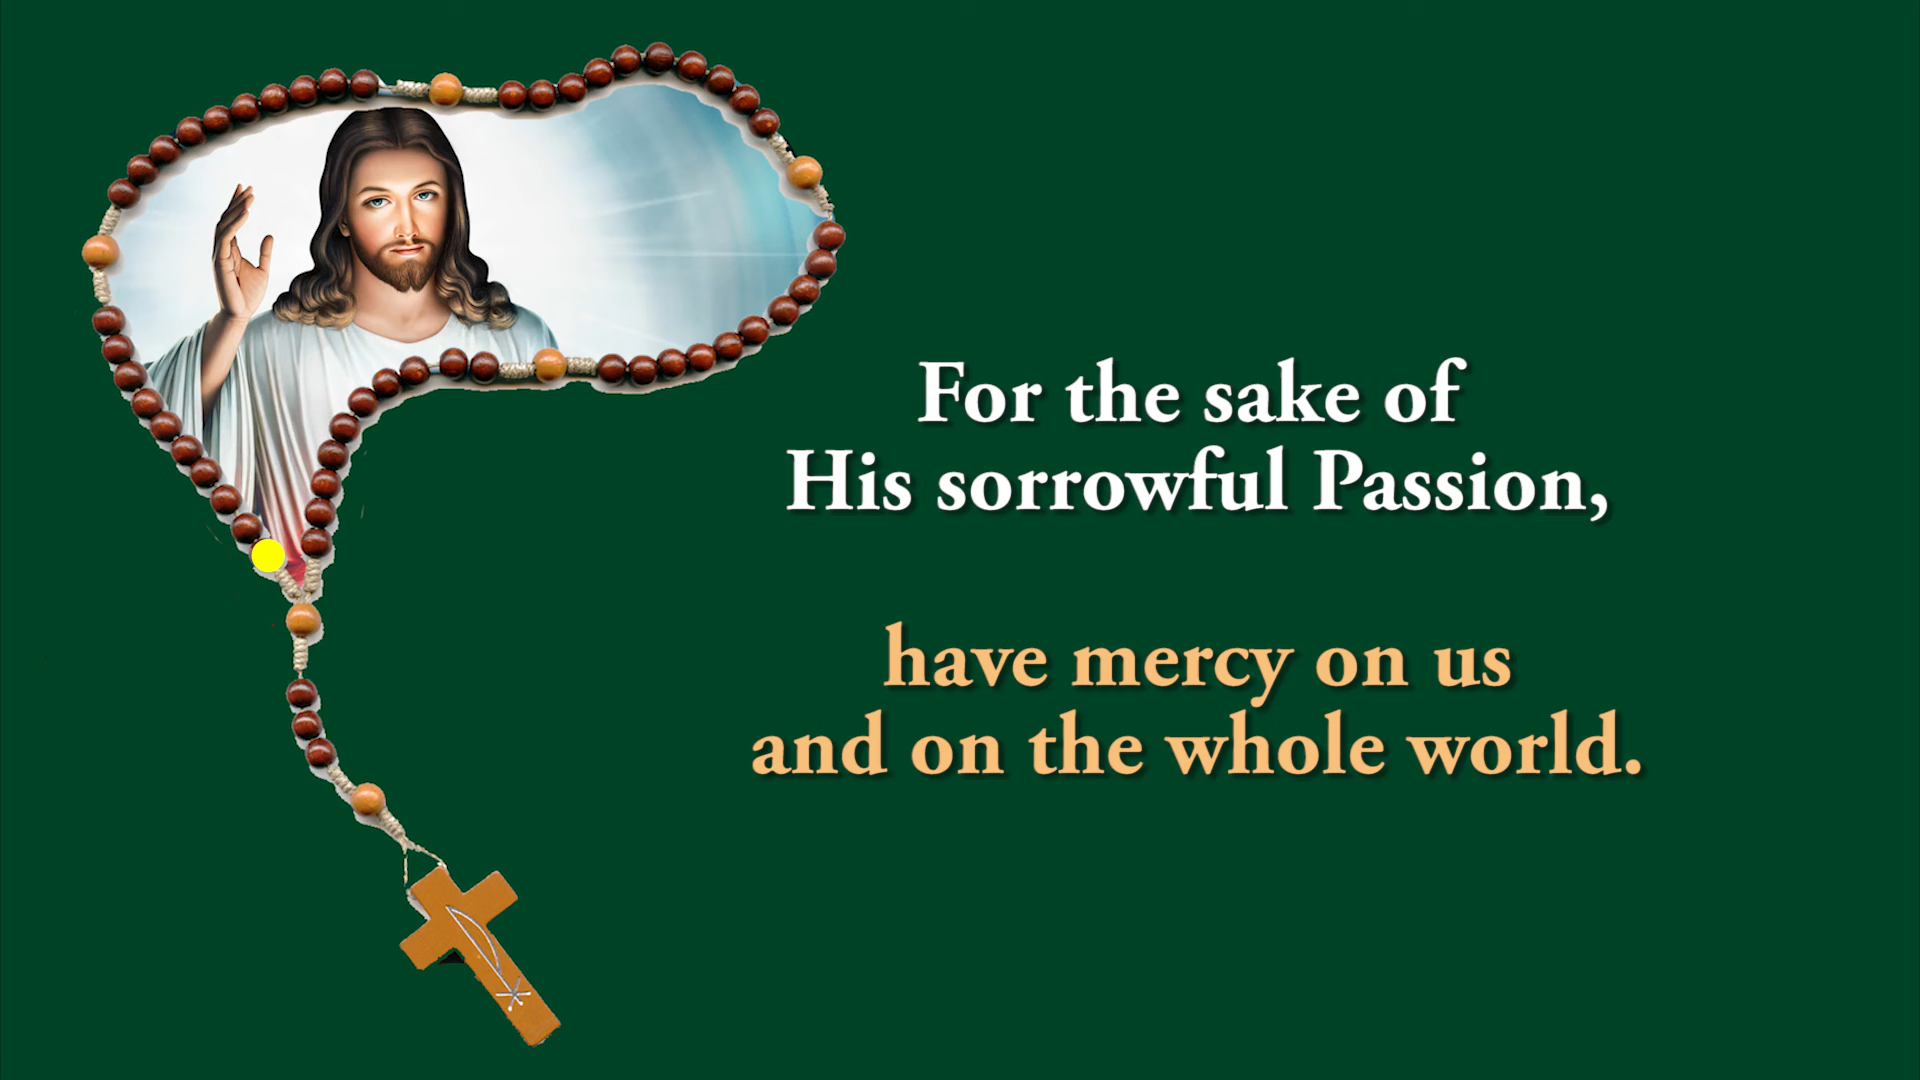 For the sake of
His sorrowful Passion,
have mercy on us
and on the whole world.